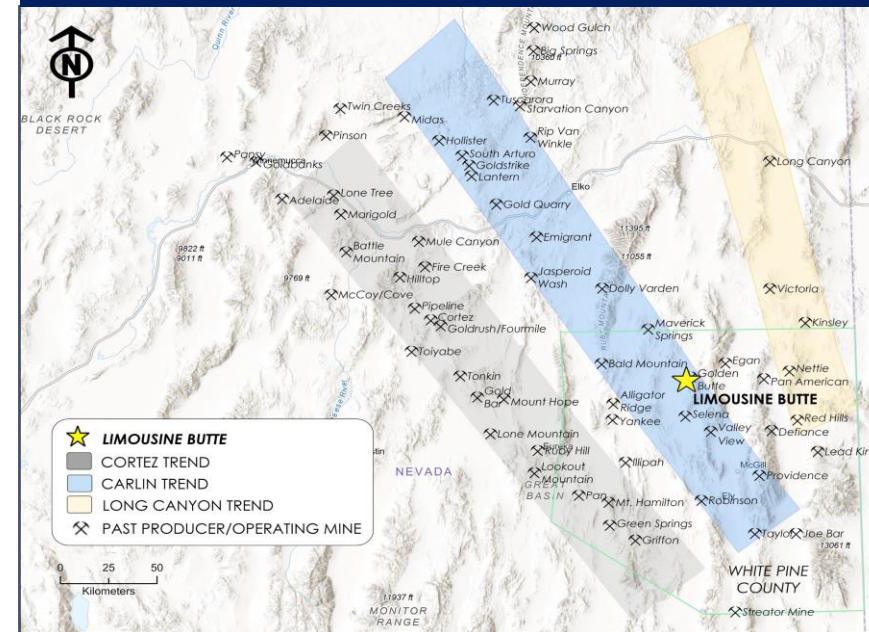 N
Quinn River
BLACK ROCK
DESERT
INDEPENDENCE
Wood Gulch
Big Springs
10360 ft
Murray
Tuscarora
Starvation Canyon
Twin Creeks
Midas
Pinson
Hollister
Rip Van
Winkle
South Arturo
Goldstrike
Lantern
Pansy
Goldbanks
Long Canyon
Elko
Adelaide
Lone Tree
Marigold
Gold Quarry
11395 ft
9822 ft
9011 ft
Battle
Mountain
Mule Canyon
Emigrant
11055 ft
9769 ft
Fire Creek
Hilltop
Jasperoid
Wash
Dolly Varden
Victoria
McCoy/Cove
Pipeline
Cortez
Goldrush/Fourmile
Maverick
Springs
Kinsley
Toiyabe
Bald Mountain
Egan
Nettie
Pan American
Golden
Butte
LIMOUSINE BUTTE
Tonkin
Gold
Bar
Mount Hope
Alligator
Ridge
Yankee
Selena
Valley
View
Red Hills
Defiance
Lone Mountain
Eureka
Ruby Hill
Lookout
Mountain
Illipah
McGill
Providence
NEVADA
GREAT
BASIN
Pan
Mt. Hamilton
Robinson
Ely
Green Springs
Griffon
Taylor
Joe Bar
13061 ft
WHITE PINE
COUNTY
Streator Mine
11937 ft
MONITOR
RANGE
LIMOUSINE BUTTE
CORTEZ TREND
CARLIN TREND
LONG CANYON TREND
PAST PRODUCER/OPERATING MINE
0 25 50
Kilometers